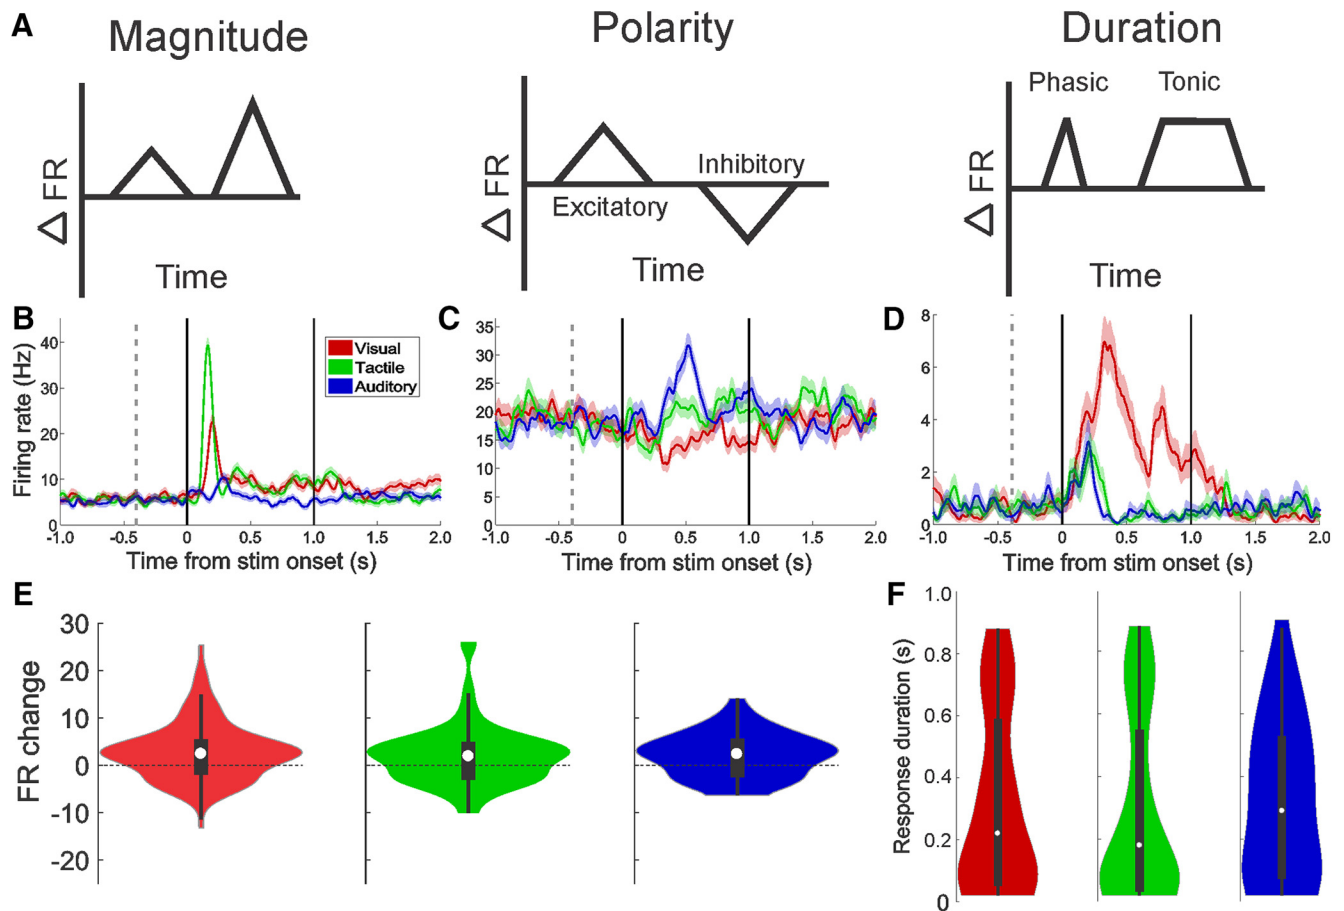 A
Magnitude
Polarity
Duration
Phasic
Tonic
△ FR
△ FR
△ FR
Inhibitory
Excitatory
Time
Time
Time
B
40
30
20
10
0
-1.0
-0.5
0
0.5
1.0
1.5
2.0
Firing rate (Hz)
Time from stim onset (s)
Visual
Tactile
Auditory
C
35
30
25
20
15
10
5
0
-1.0
-0.5
0
0.5
1.0
1.5
2.0
Time from stim onset (s)
D
8
6
4
2
0
-1.0
-0.5
0
0.5
1.0
1.5
2.0
Time from stim onset (s)
E
30
20
10
0
-10
-20
FR change
F
1.0
0.8
0.6
0.4
0.2
0
Response duration (s)